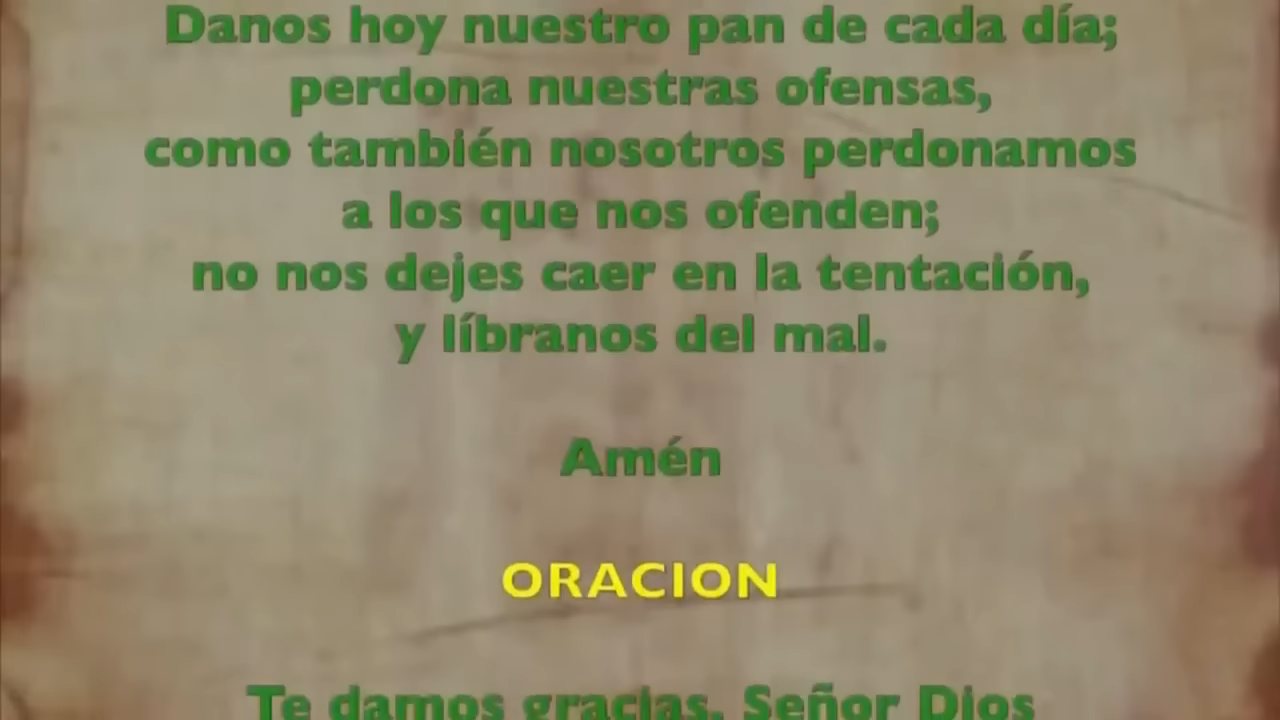 Danos hoy nuestro pan de cada día;
perdona nuestras ofensas,
como también nosotros perdonamos
a los que nos ofenden;
no nos dejes caer en la tentación,
y líbranos del mal.
Amén
ORACION
Te damos gracias, Señor Dios